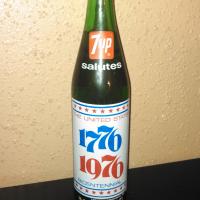 7up
salutes
THE UNITED STATES
1776
1976
BICENTENNIAL